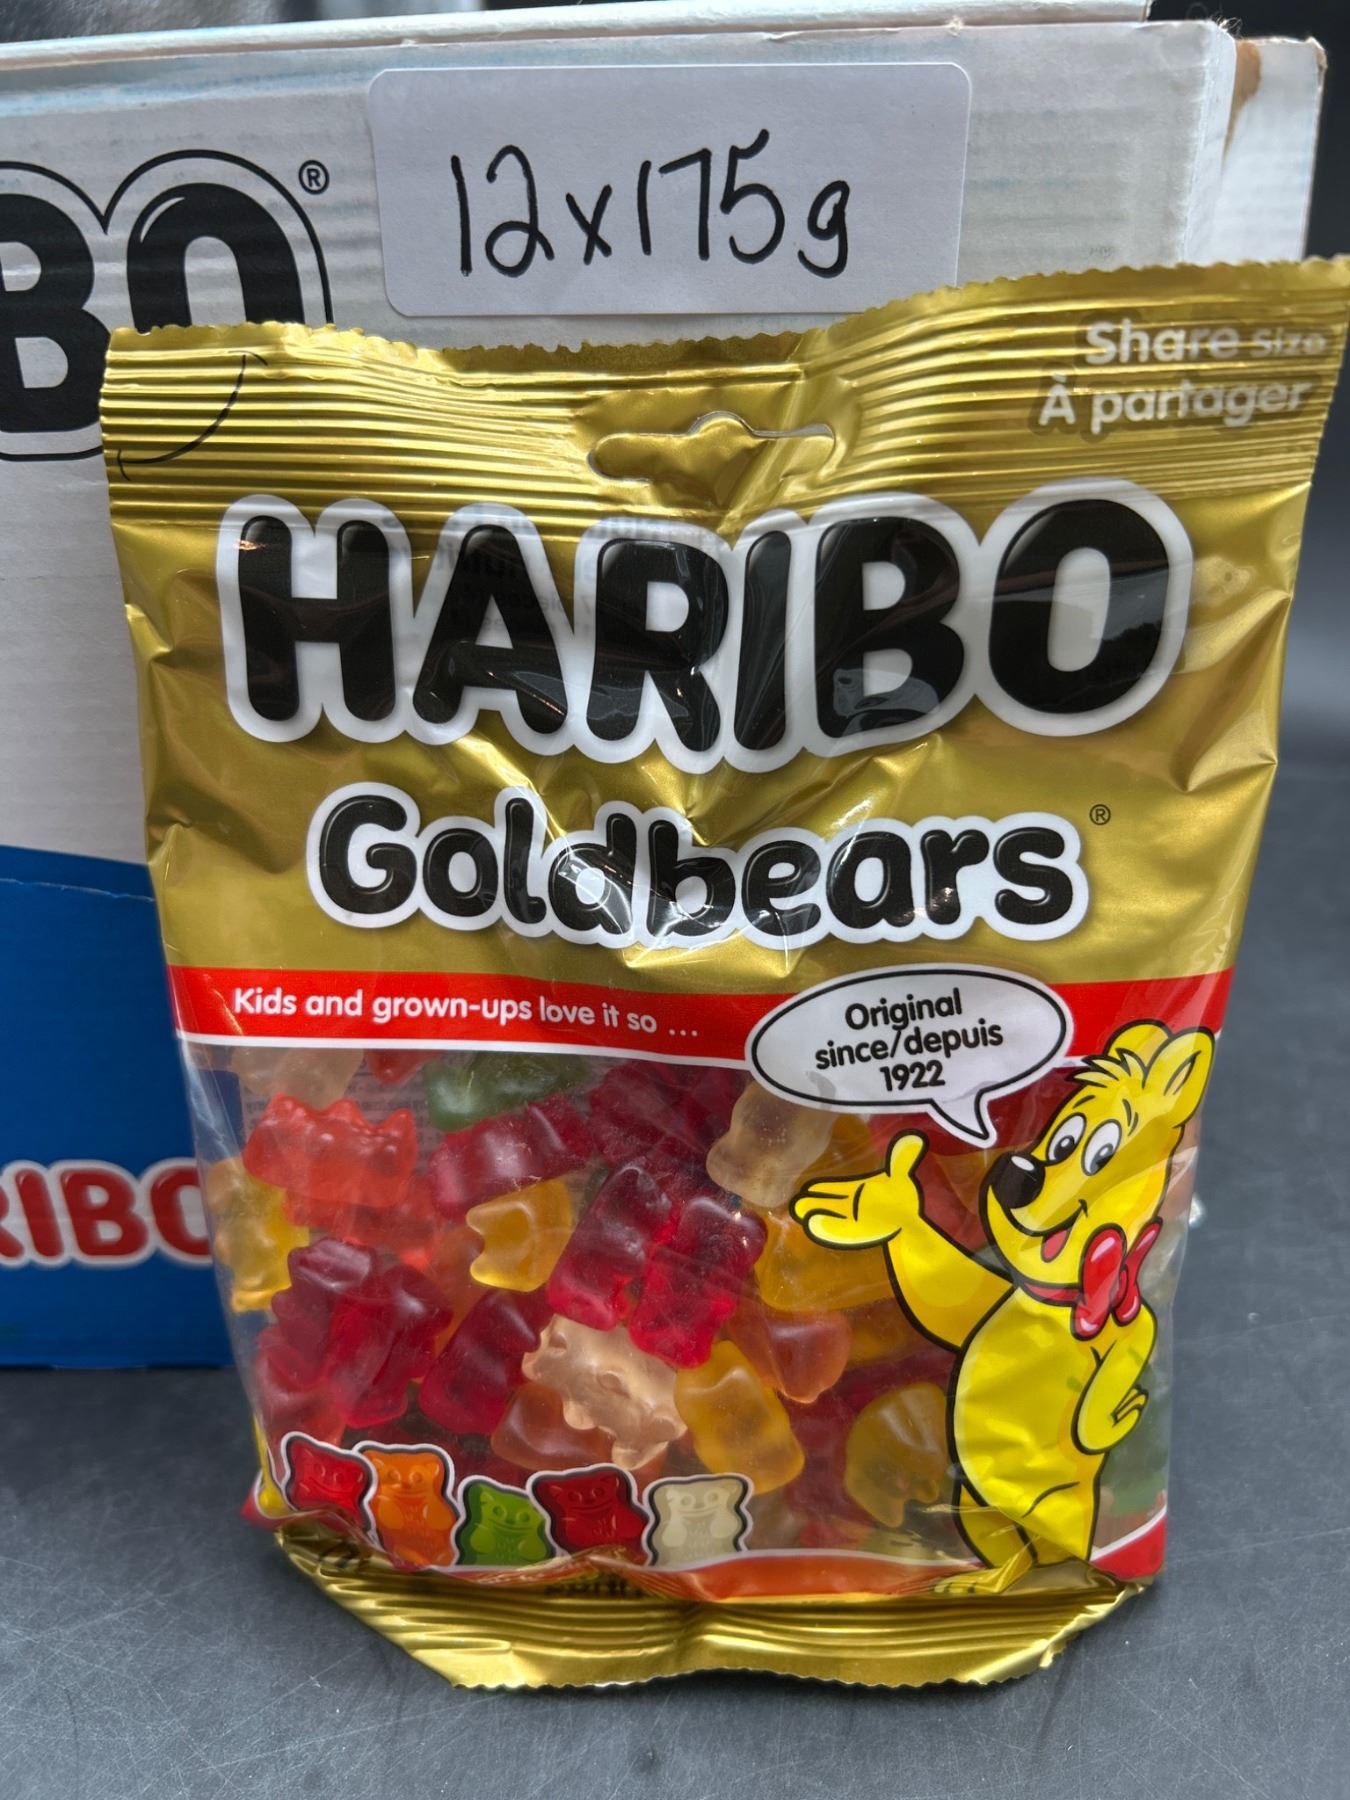 BO®
12x175g
Share size
À partager
HARIBO
Goldbears®
Kids and grown-ups love it so ...
Original
since/depuis
1922
RIBO